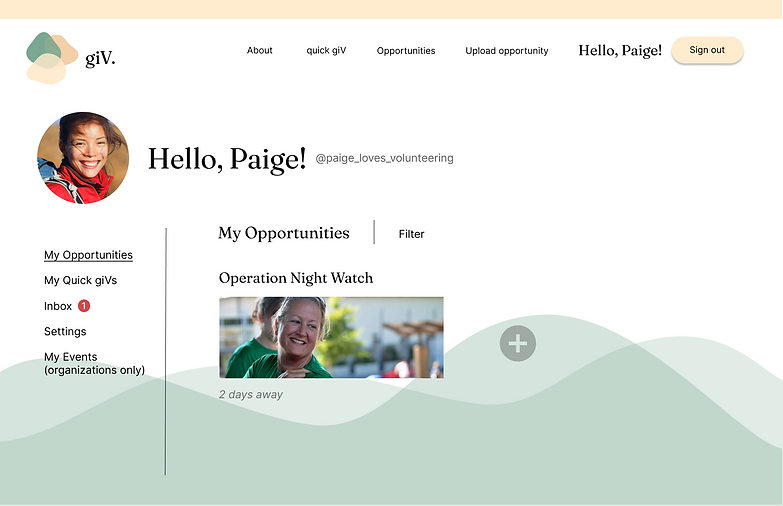 giV.
About
quick giV
Opportunities
Upload opportunity
Hello, Paige!
Sign out
Hello, Paige!
@paige_loves_volunteering
My Opportunities
My Quick giVs
Inbox 1
Settings
My Events
(organizations only)
My Opportunities
Filter
Operation Night Watch
2 days away